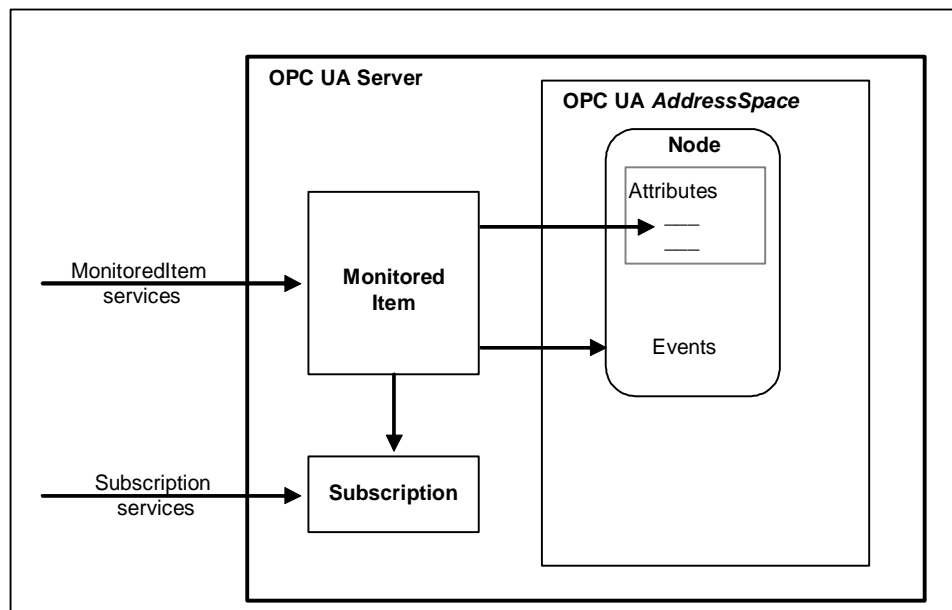 OPC UA Server
OPC UA AddressSpace
Node
Attributes
MonitoredItem
services
Monitored
Item
Events
Subscription
services
Subscription